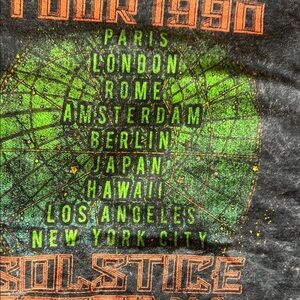 TOUR 1990
PARIS
LONDON
ROME
AMSTERDAM
BERLIN
JAPAN
HAWAII
LOS ANGELES
NEW YORK CITY
SOLSTICE